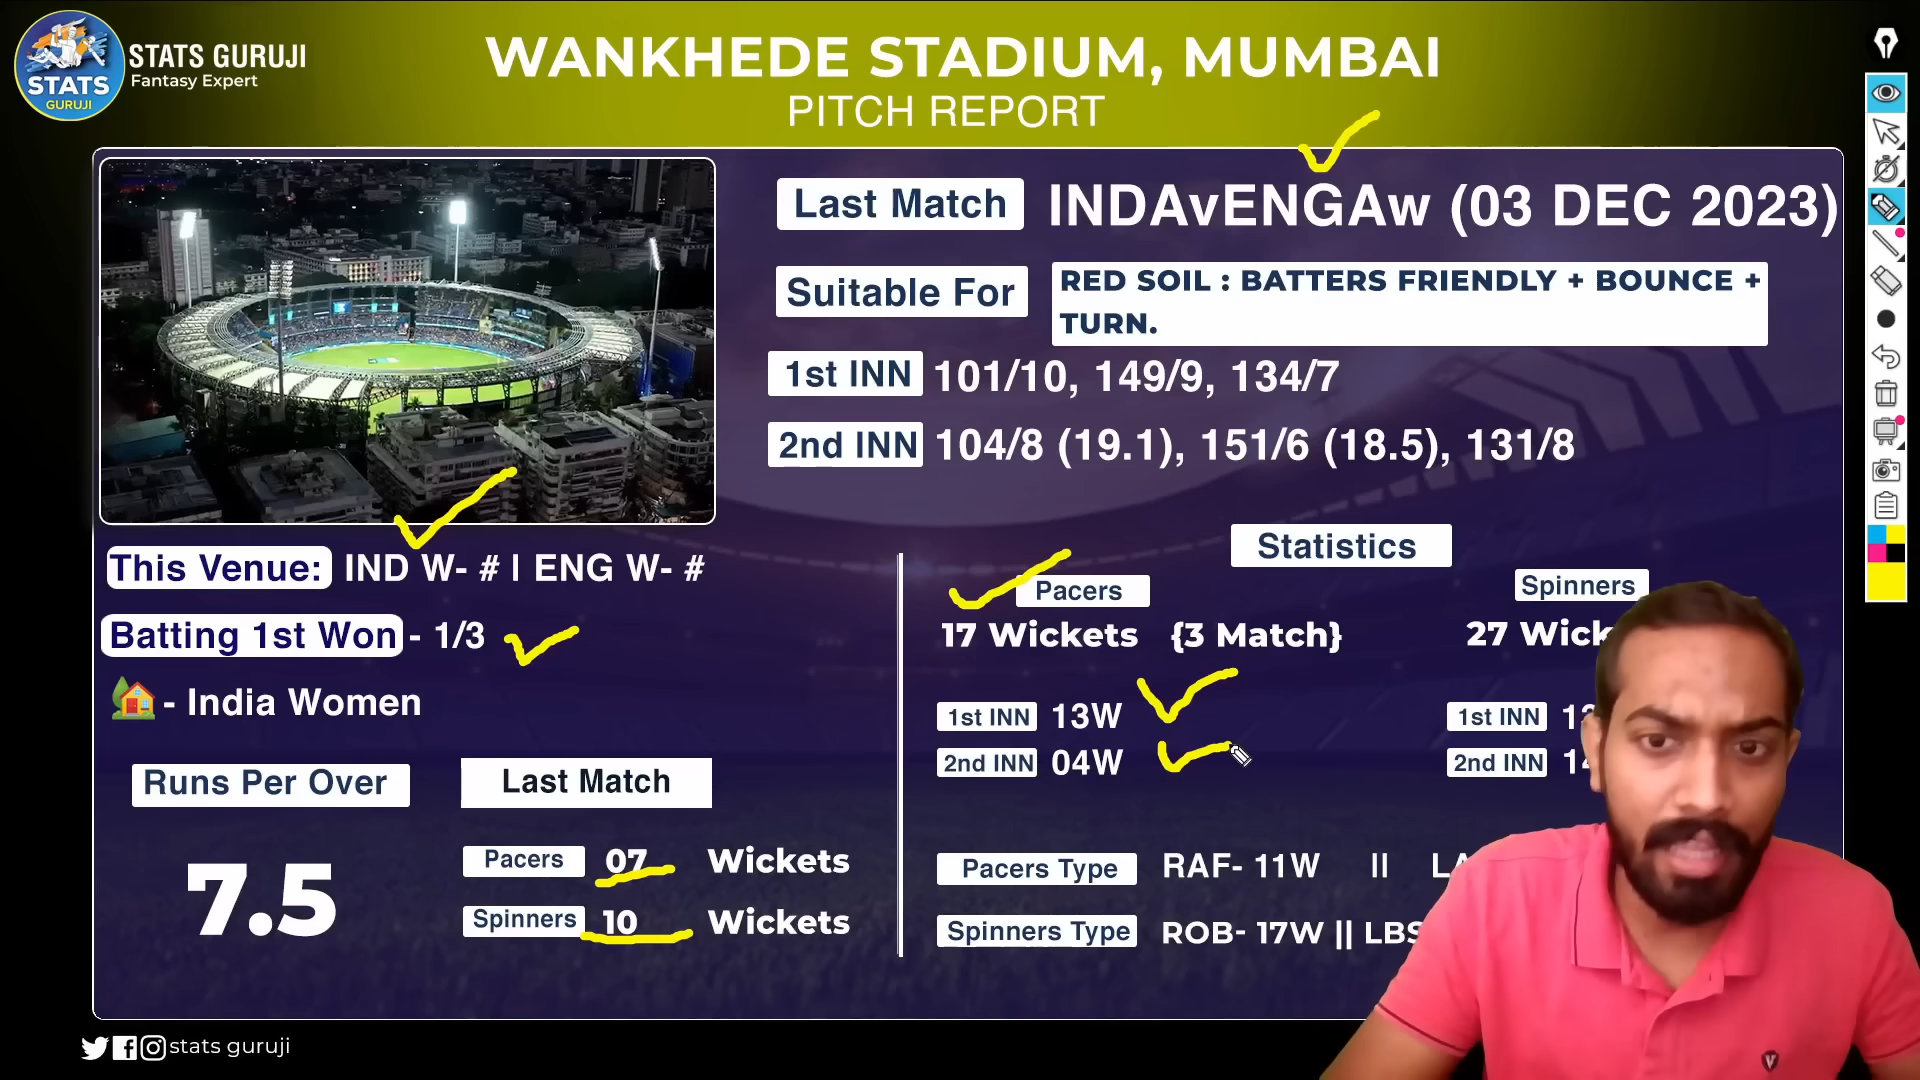 STATS GURUJI
Fantasy Expert
STATS
GURUJI
WANKHEDE STADIUM, MUMBAI
PITCH REPORT
Last Match INDAvENGAw (03 DEC 2023)
Suitable For RED SOIL : BATTERS FRIENDLY + BOUNCE +
TURN.
1st INN 101/10, 149/9, 134/7
2nd INN 104/8 (19.1), 151/6 (18.5), 131/8
This Venue: IND W- # I ENG W- #
Batting 1st Won - 1/3
- India Women
Runs Per Over
7.5
Last Match
Pacers 07 Wickets
Spinners 10 Wickets
Statistics
Pacers
17 Wickets {3 Match}
1st INN 13W
2nd INN 04W
Spinners
27
1st INN
2nd INN
Pacers Type RAF- 11W ||
Spinners Type ROB- 17W || LBS
stats guruji